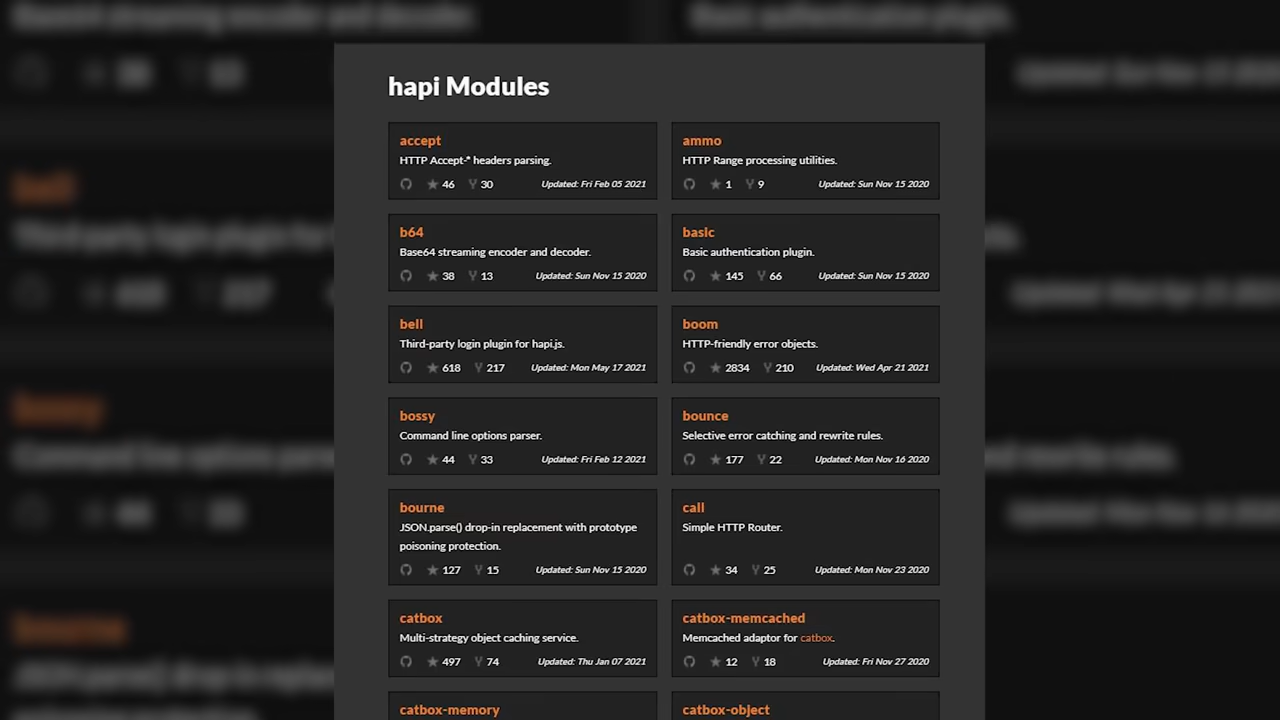 hapi Modules
accept
HTTP Accept-* headers parsing.
46 30 Updated: Fri Feb 05 2021
ammo
HTTP Range processing utilities.
1 9 Updated: Sun Nov 15 2020
b64
Base64 streaming encoder and decoder.
38 13 Updated: Sun Nov 15 2020
basic
Basic authentication plugin.
145 66 Updated: Sun Nov 15 2020
bell
Third-party login plugin for hapi.js.
618 217 Updated: Mon May 17 2021
boom
HTTP-friendly error objects.
2834 210 Updated: Wed Apr 21 2021
bossy
Command line options parser.
44 33 Updated: Fri Feb 12 2021
bounce
Selective error catching and rewrite rules.
177 22 Updated: Mon Nov 16 2020
bourne
JSON.parse() drop-in replacement with prototype
poisoning protection.
127 15 Updated: Sun Nov 15 2020
call
Simple HTTP Router.
34 25 Updated: Mon Nov 23 2020
catbox
Multi-strategy object caching service.
497 74 Updated: Thu Jan 07 2021
catbox-memcached
Memcached adaptor for catbox.
12 18 Updated: Fri Nov 27 2020
catbox-memory
catbox-object